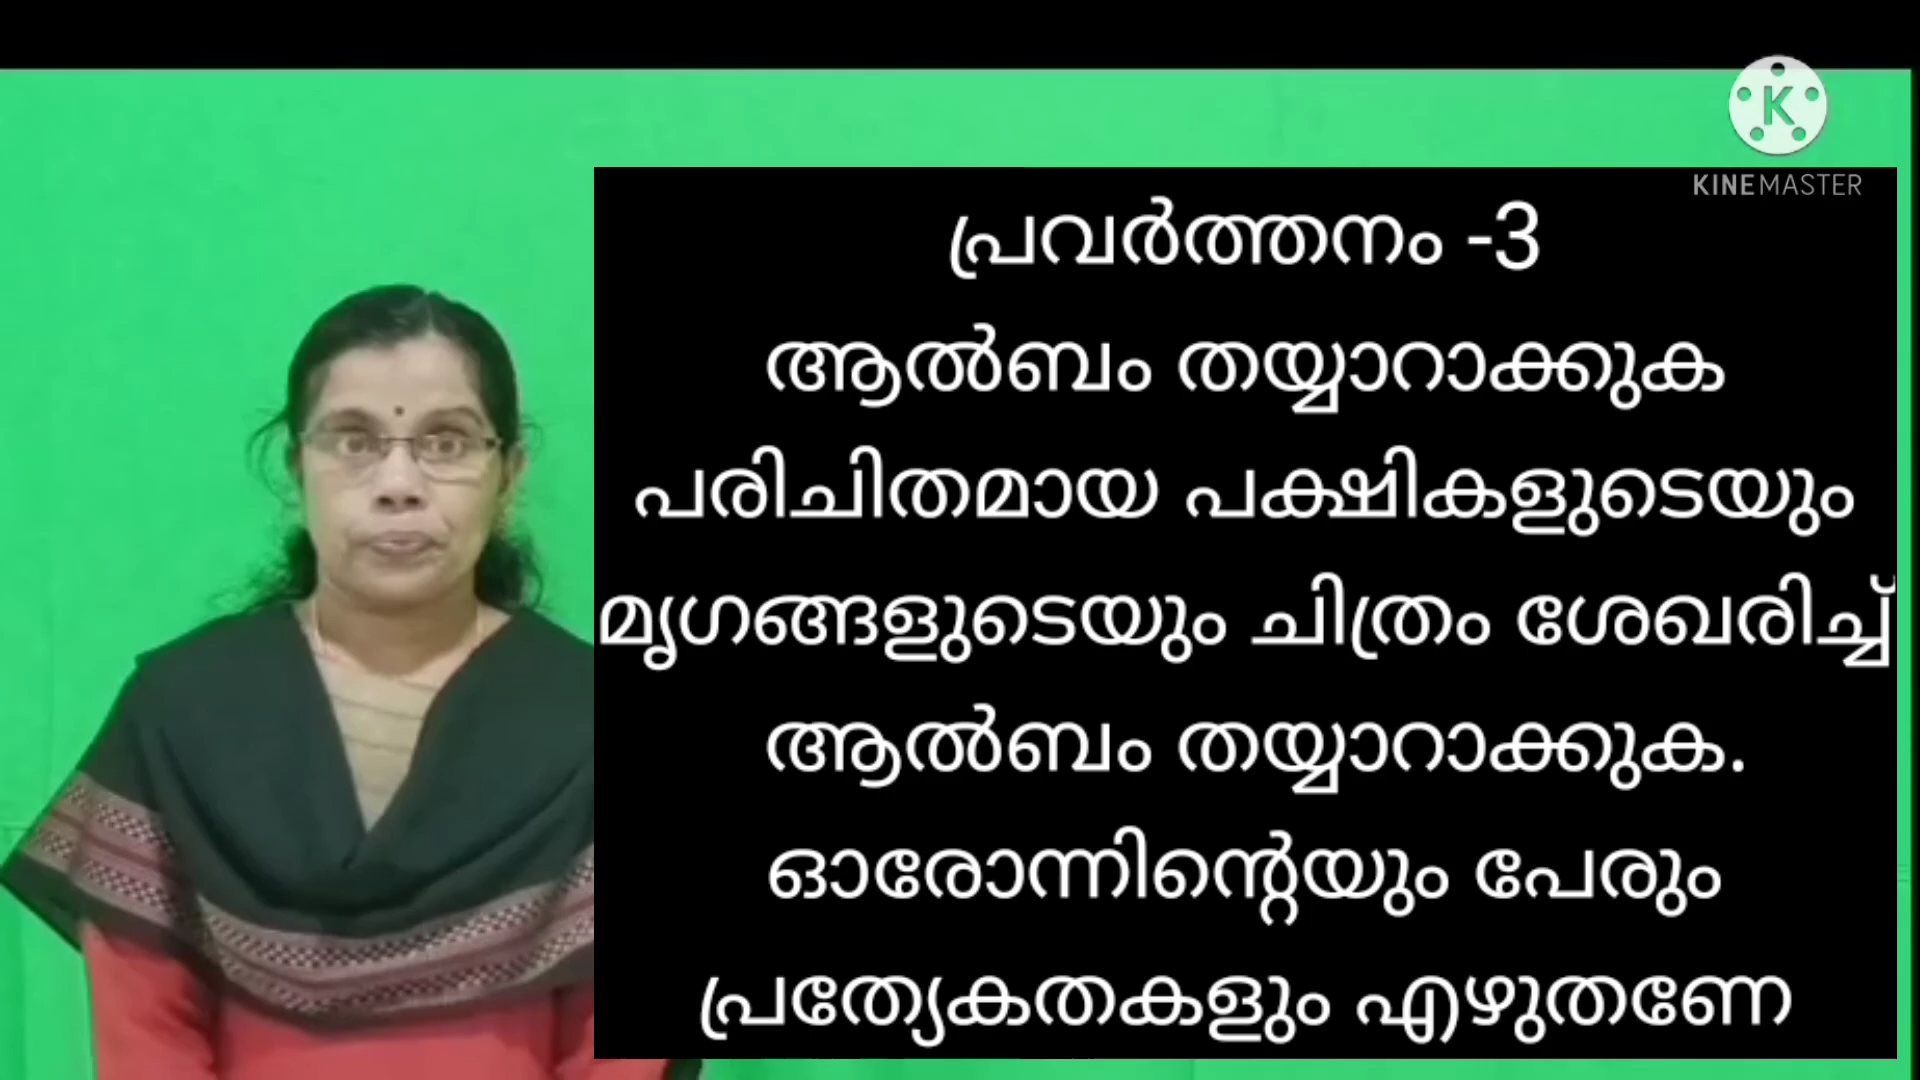 K
KINEMASTER
പ്രവർത്തനം -3
ആൽബം തയ്യാറാക്കുക
പരിചിതമായ പക്ഷികളുടെയും
മൃഗങ്ങളുടെയും ചിത്രം ശേഖരിച്ച്
ആൽബം തയ്യാറാക്കുക.
ഓരോന്നിന്റെയും പേരും
പ്രത്യേകതകളും എഴുതണേ